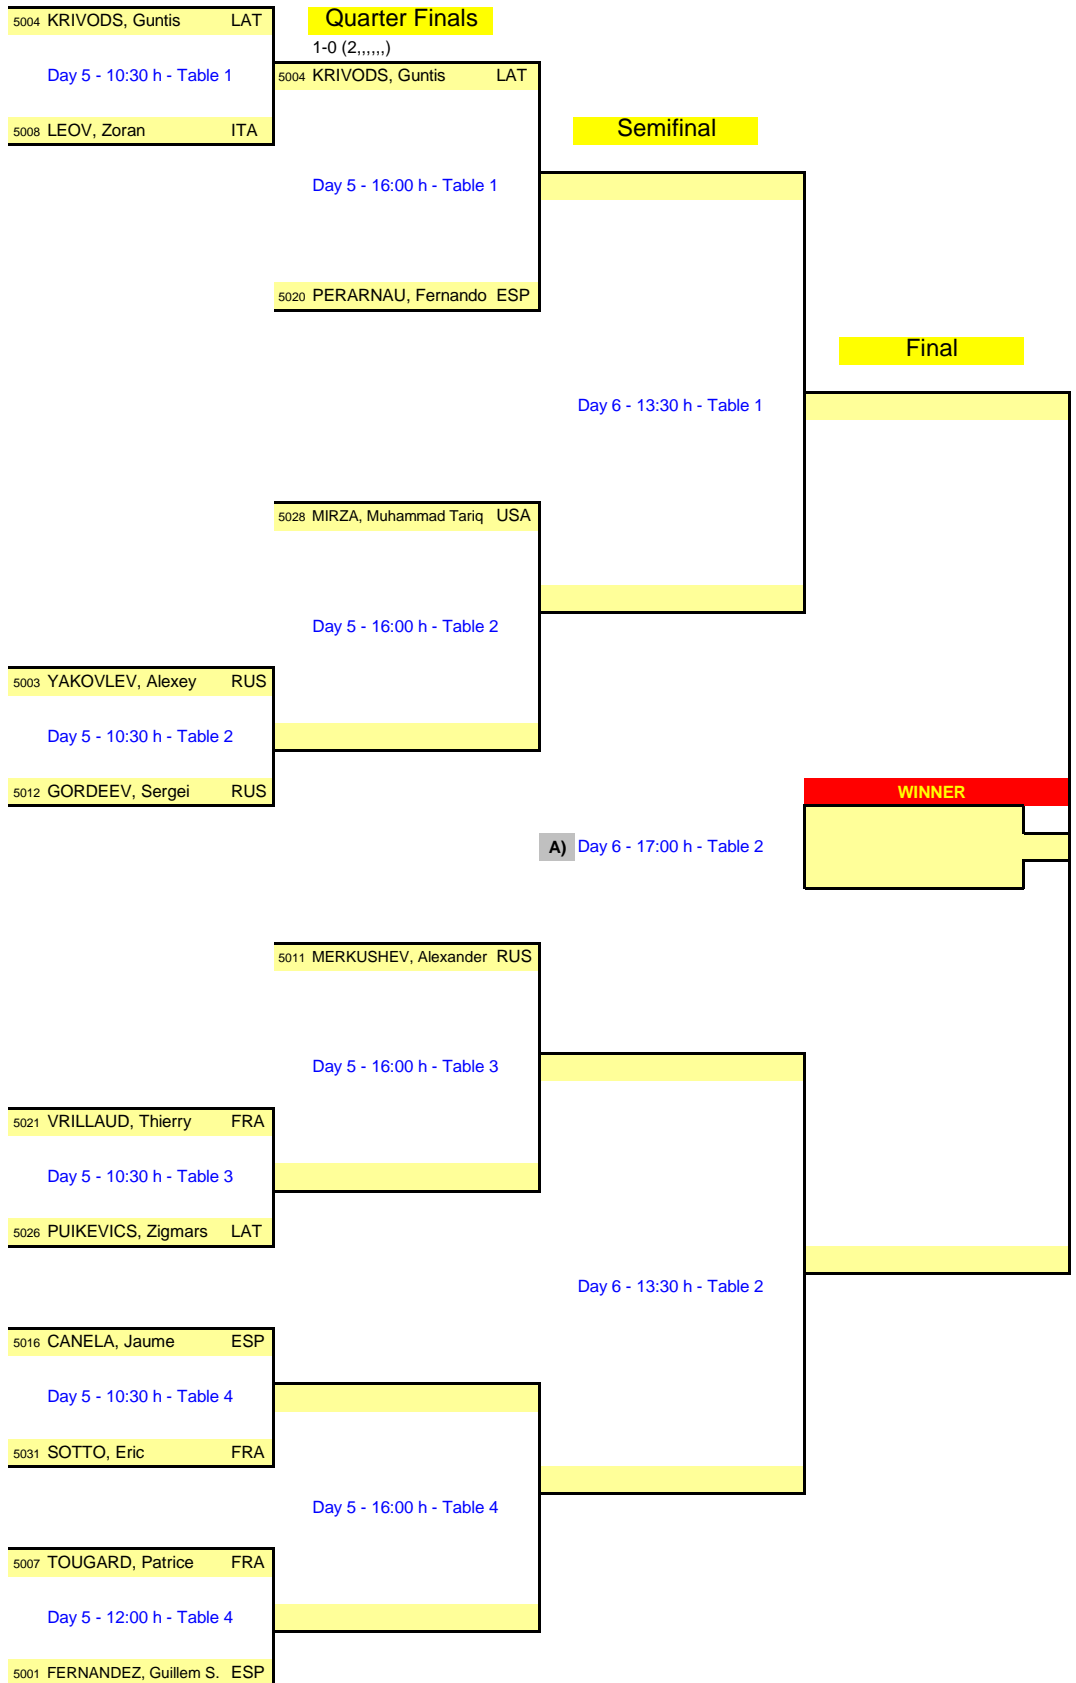 5004 KRIVODS, Guntis LAT
Quarter Finals
1-0 (2,,,,,,)
Day 5 - 10:30 h - Table 1
5004 KRIVODS, Guntis LAT
5008 LEOV, Zoran ITA
Semifinal
Day 5 - 16:00 h - Table 1
5020 PERARNAU, Fernando ESP
Final
Day 6 - 13:30 h - Table 1
5028 MIRZA, Muhammad Tariq USA
Day 5 - 16:00 h - Table 2
5003 YAKOVLEV, Alexey RUS
Day 5 - 10:30 h - Table 2
5012 GORDEEV, Sergei RUS
WINNER
A) Day 6 - 17:00 h - Table 2
5011 MERKUSHEV, Alexander RUS
Day 5 - 16:00 h - Table 3
5021 VRILLAUD, Thierry FRA
Day 5 - 10:30 h - Table 3
5026 PUIKEVICS, Zigmars LAT
Day 6 - 13:30 h - Table 2
5016 CANELA, Jaume ESP
Day 5 - 10:30 h - Table 4
5031 SOTTO, Eric FRA
Day 5 - 16:00 h - Table 4
5007 TOUGARD, Patrice FRA
Day 5 - 12:00 h - Table 4
5001 FERNANDEZ, Guillem S. ESP